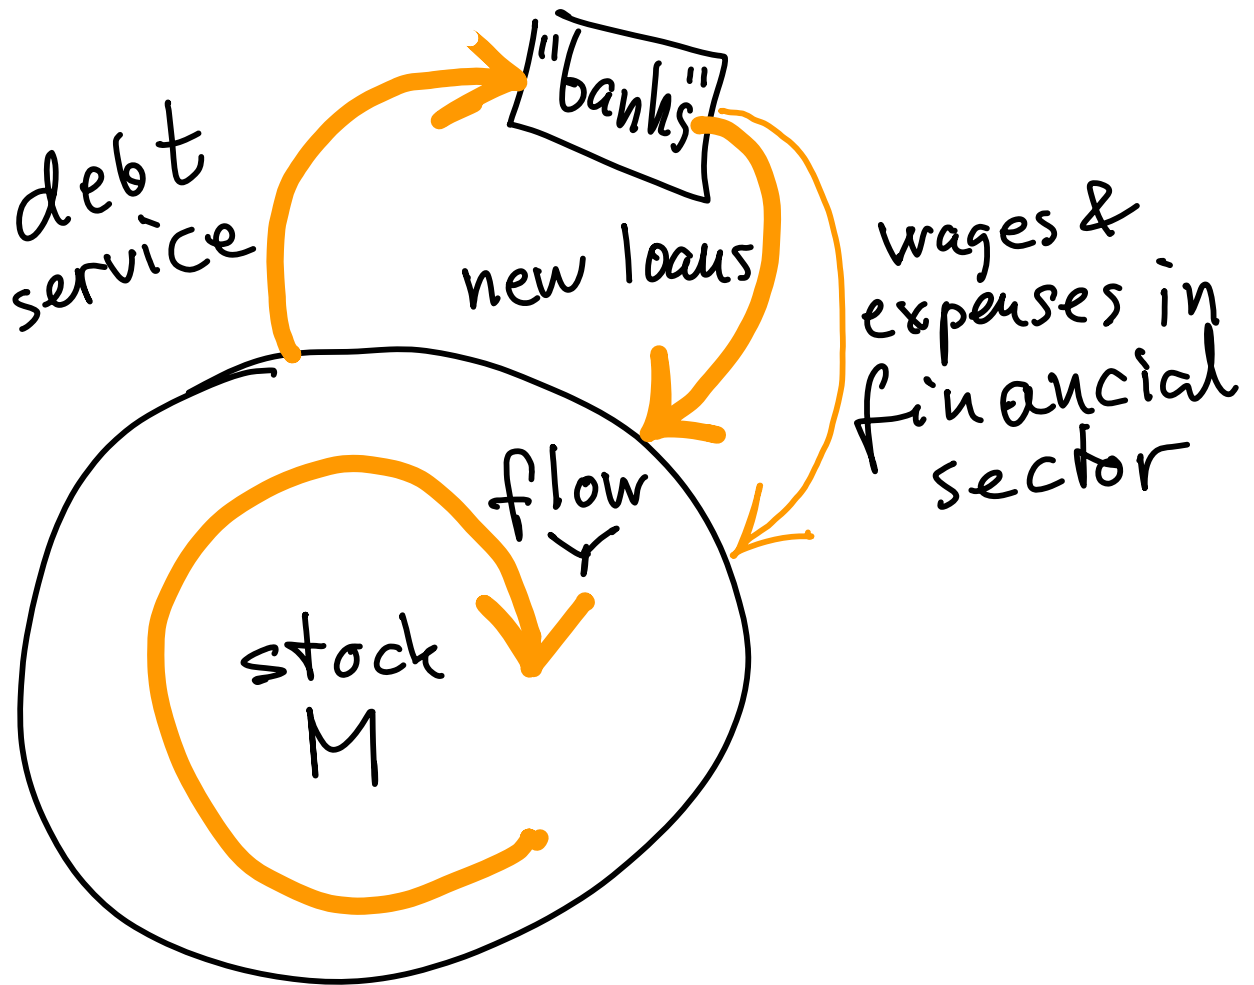 "banks"
debt
service
new loans
wages &
expenses in
financial
sector
flow
Y
stock
M